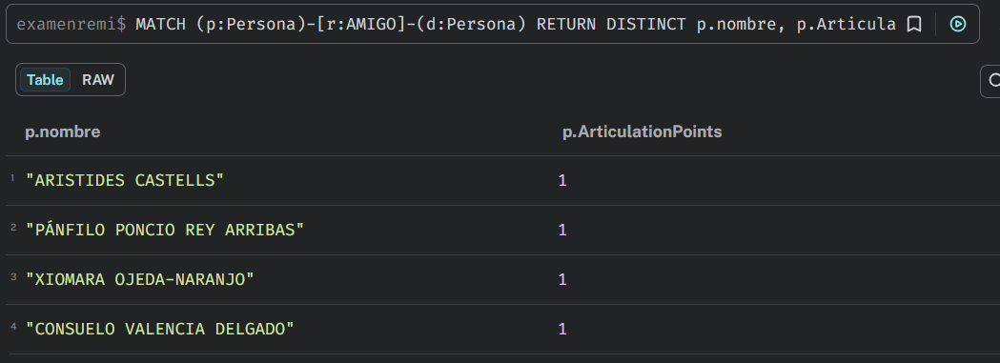 examenremi$ MATCH (p:Persona)-[r:AMIGO]-(d:Persona) RETURN DISTINCT p.nombre, p.Articula
Table RAW
p.nombre p.ArticulationPoints
1 "ARISTIDES CASTELLS" 1
2 "PÁNFILO PONCIO REY ARRIBAS" 1
3 "XIOMARA OJEDA-NARANJO" 1
4 "CONSUELO VALENCIA DELGADO" 1